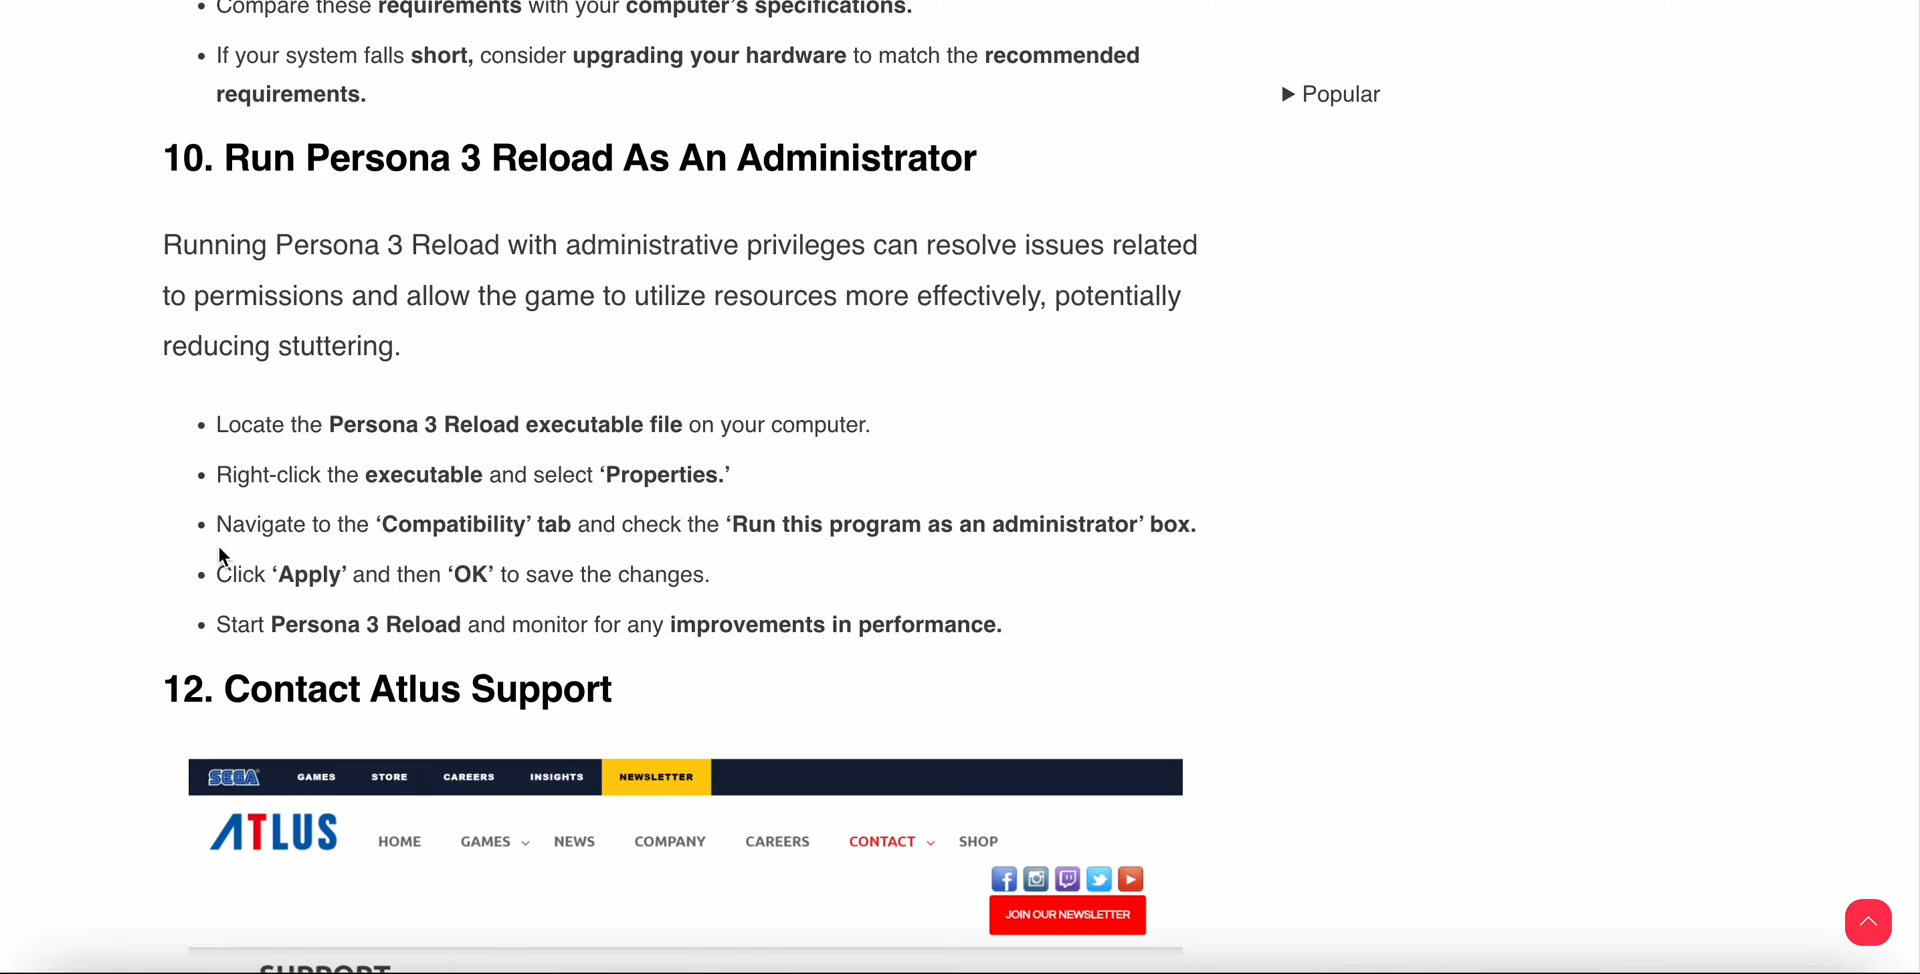 • Compare these requirements with your computer’s specifications.
• If your system falls short, consider upgrading your hardware to match the recommended
requirements.
▶ Popular
10. Run Persona 3 Reload As An Administrator
Running Persona 3 Reload with administrative privileges can resolve issues related
to permissions and allow the game to utilize resources more effectively, potentially
reducing stuttering.
• Locate the Persona 3 Reload executable file on your computer.
• Right-click the executable and select ‘Properties.’
• Navigate to the ‘Compatibility’ tab and check the ‘Run this program as an administrator’ box.
• Click ‘Apply’ and then ‘OK’ to save the changes.
• Start Persona 3 Reload and monitor for any improvements in performance.
12. Contact Atlus Support
SEGA GAMES STORE CAREERS INSIGHTS NEWSLETTER
ATLUS HOME GAMES NEWS COMPANY CAREERS CONTACT SHOP
JOIN OUR NEWSLETTER
SUPPORT